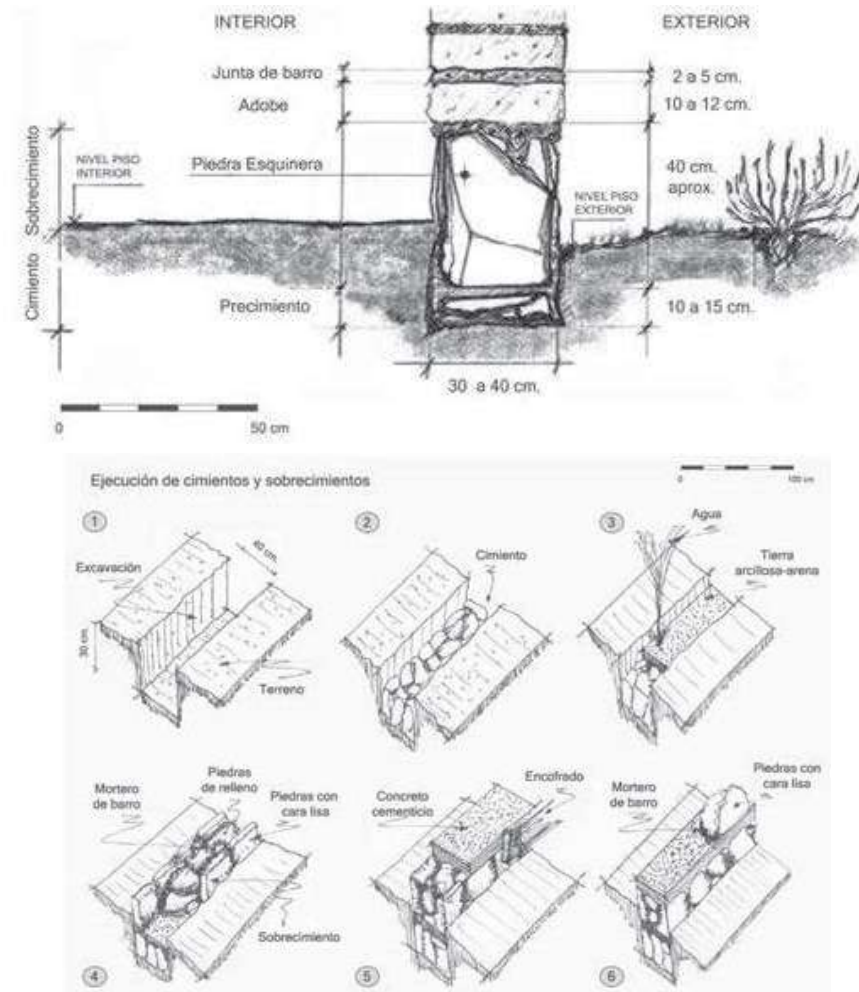 INTERIOR
EXTERIOR
Junta de barro
2 a 5 cm.
Adobe
10 a 12 cm.
Sobrecimiento
NIVEL PISO
INTERIOR
Piedra Esquinera
40 cm.
aprox.
NIVEL PISO
EXTERIOR
Cimiento
Precimiento
10 a 15 cm.
30 a 40 cm.
0
50 cm
Ejecución de cimientos y sobrecimientos
0
100 cm
1
Excavación
40 cm.
30 cm.
Terreno
2
Cimiento
3
Agua
Tierra
arcillosa-arena
Mortero
de barro
Piedras
de relleno
Piedras con
cara lisa
Sobrecimiento
4
Concreto
cementicio
Encofrado
5
Mortero
de barro
Piedras con
cara lisa
6